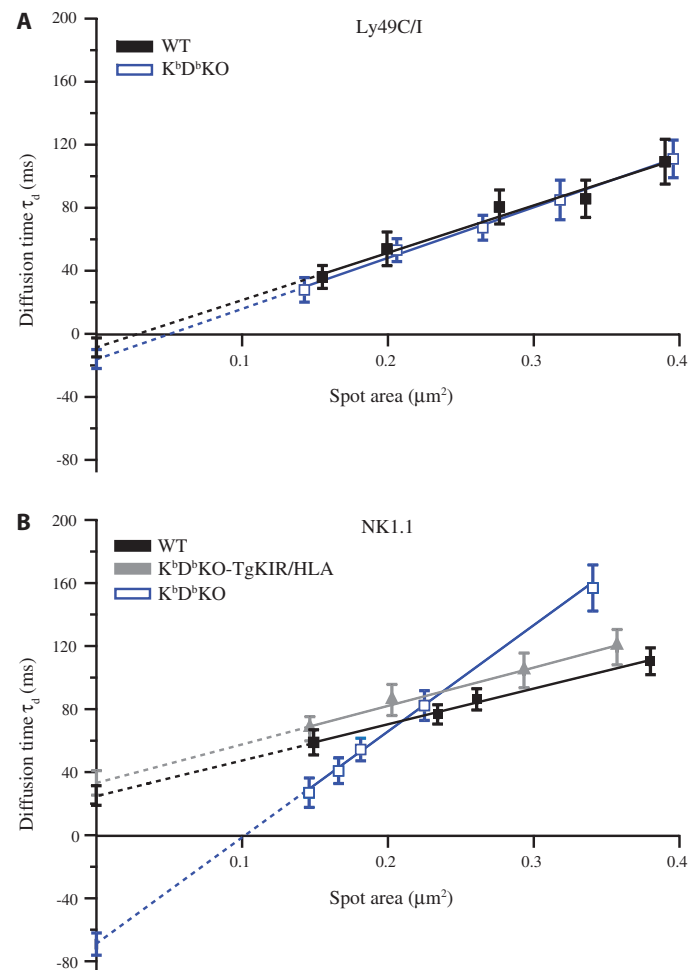 A
Ly49C/I
WT
KᵇDᵇKO
200
160
120
80
40
0
-40
-80
0.1
0.2
0.3
0.4
Diffusion time τd (ms)
Spot area (μm²)
B
NK1.1
WT
KᵇDᵇKO-TgKIR/HLA
KᵇDᵇKO
200
160
120
80
40
0
-40
-80
0.1
0.2
0.3
0.4
Diffusion time τd (ms)
Spot area (μm²)